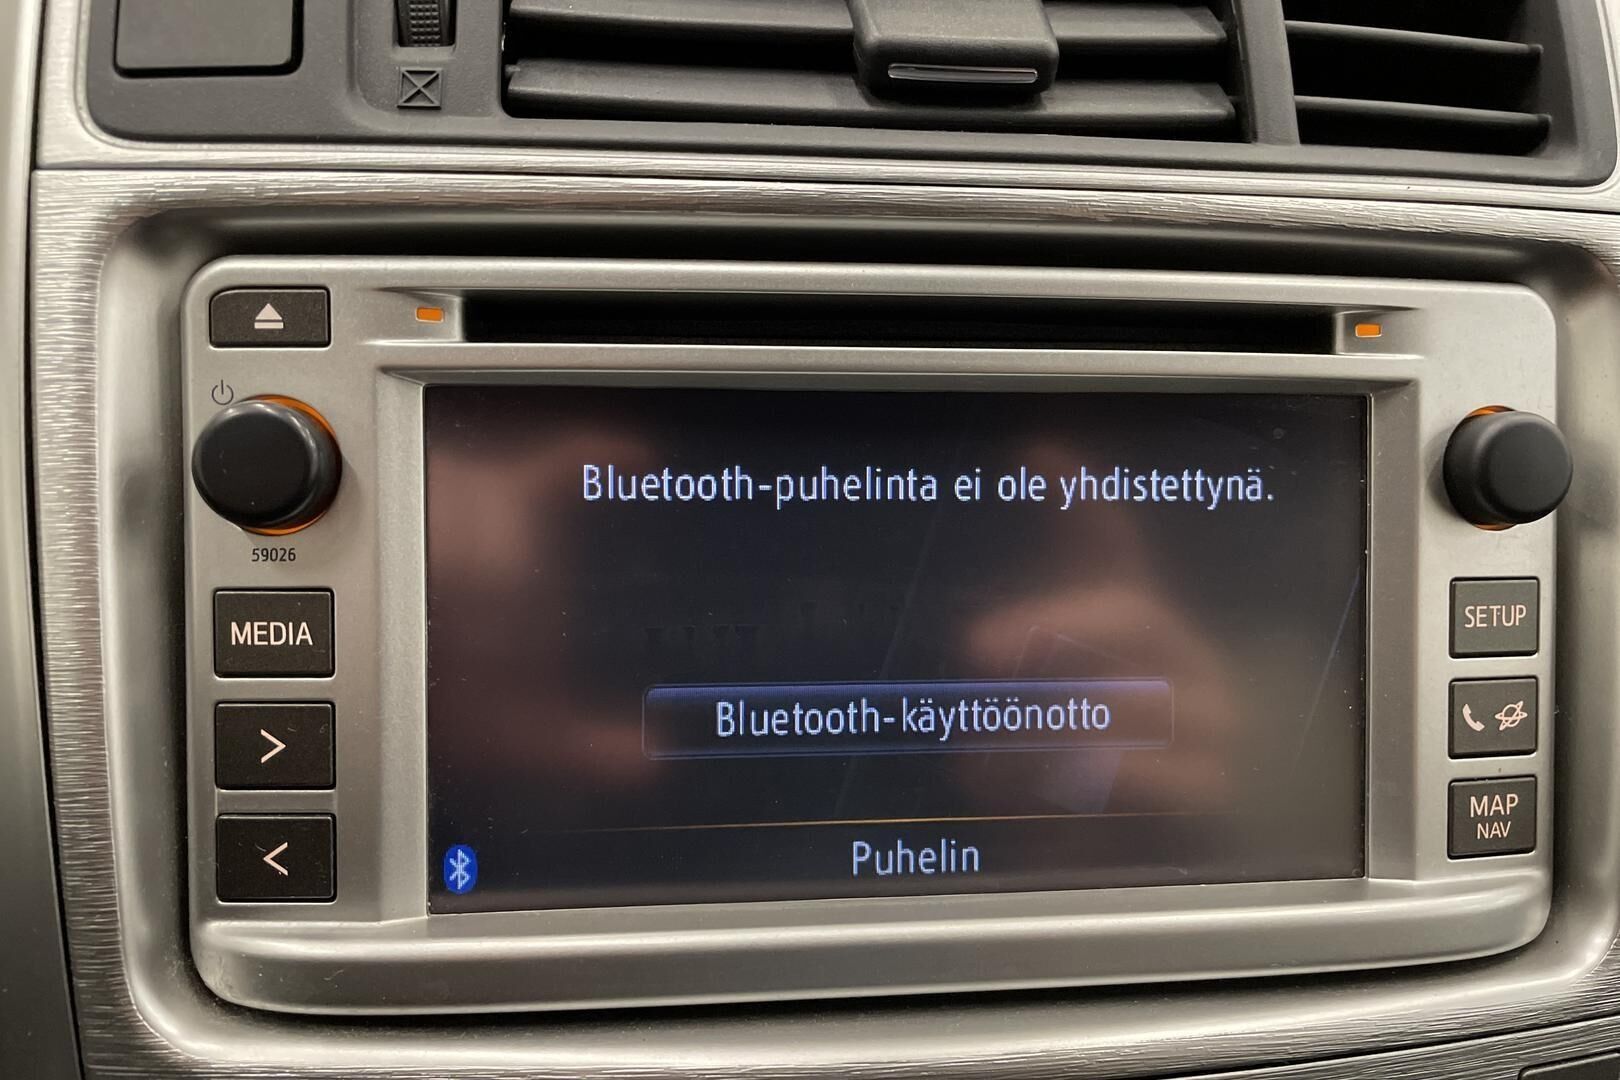 59026
MEDIA
>
<
Bluetooth-puhelinta ei ole yhdistettynä.
Bluetooth-käyttöönotto
Puhelin
SETUP
MAP
NAV